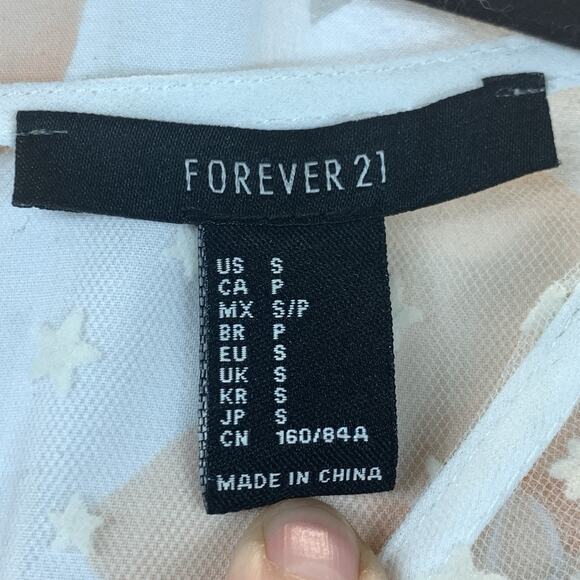 FOREVER 21
US S
CA P
MX S/P
BR P
EU S
UK S
KR S
JP S
CN 160/84A
MADE IN CHINA